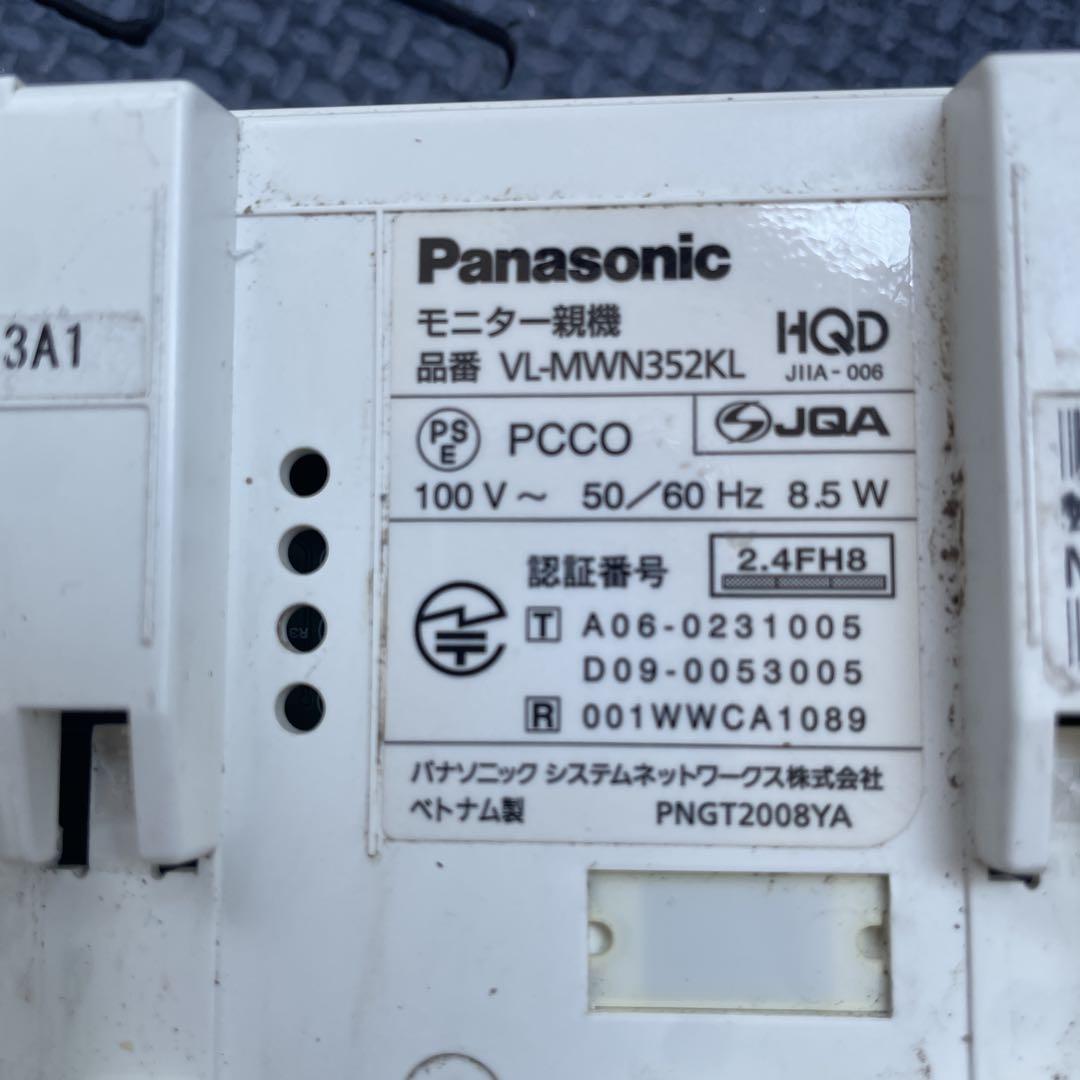 Panasonic
モニター親機
品番 VL-MWN352KL
HQD
JIIA-006
PS
E
PCCO
JQA
100 V～ 50／60 Hz 8.5 W
認証番号
2.4FH8
T A06-0231005
D09-0053005
R 001WWCA1089
パナソニック システムネットワークス株式会社
ベトナム製
PNGT2008YA
3A1
R3